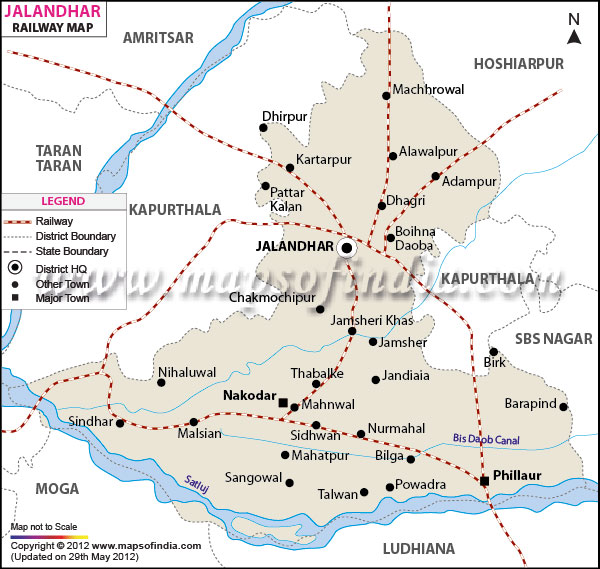 JALANDHAR
RAILWAY MAP
N
AMRITSAR
HOSHIARPUR
Machhrowal
Dhirpur
TARAN
TARAN
Kartarpur
Alawalpur
Adampur
Pattar
Kalan
Dhagri
LEGEND
Railway
District Boundary
State Boundary
District HQ
Other Town
Major Town
KAPURTHALA
Boihna
Daoba
JALANDHAR
KAPURTHALA
www.mapsofindia.com
Chakmochipur
Jamsheri Khas
Jamsher
SBS NAGAR
Birk
Nihaluwal
Thabalke
Jandiaia
Nakodar
Mahnwal
Barapind
Sindhar
Malsian
Sidhwan
Nurmahal
Bis Daob Canal
Mahatpur
Bilga
Phillaur
MOGA
Satluj
Sangowal
Talwan
Powadra
LUDHIANA
Map not to Scale
Copyright © 2012 www.mapsofindia.com
(Updated on 29th May 2012)